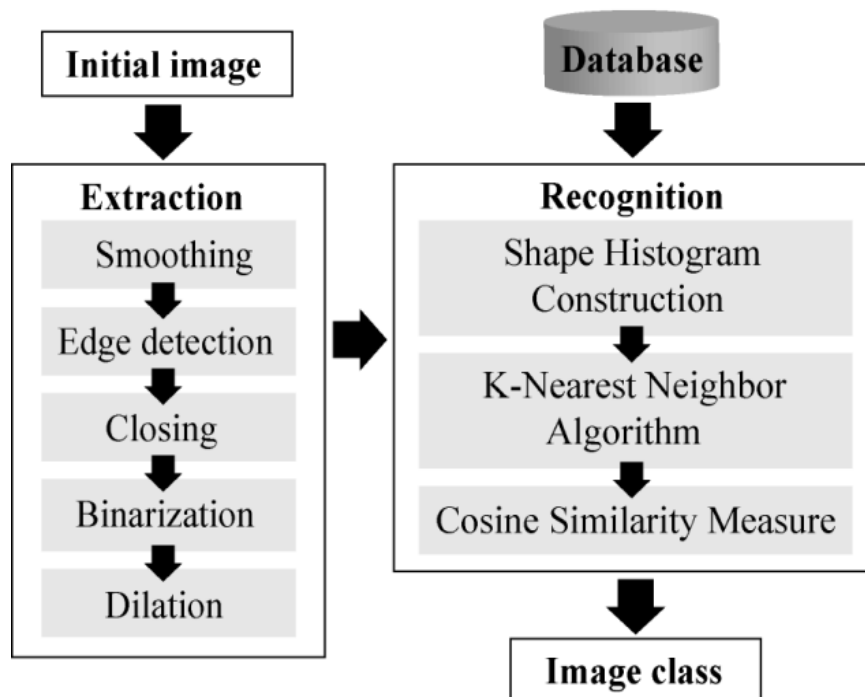 Initial image
Extraction
Smoothing
Edge detection
Closing
Binarization
Dilation
Database
Recognition
Shape Histogram
Construction
K-Nearest Neighbor
Algorithm
Cosine Similarity Measure
Image class